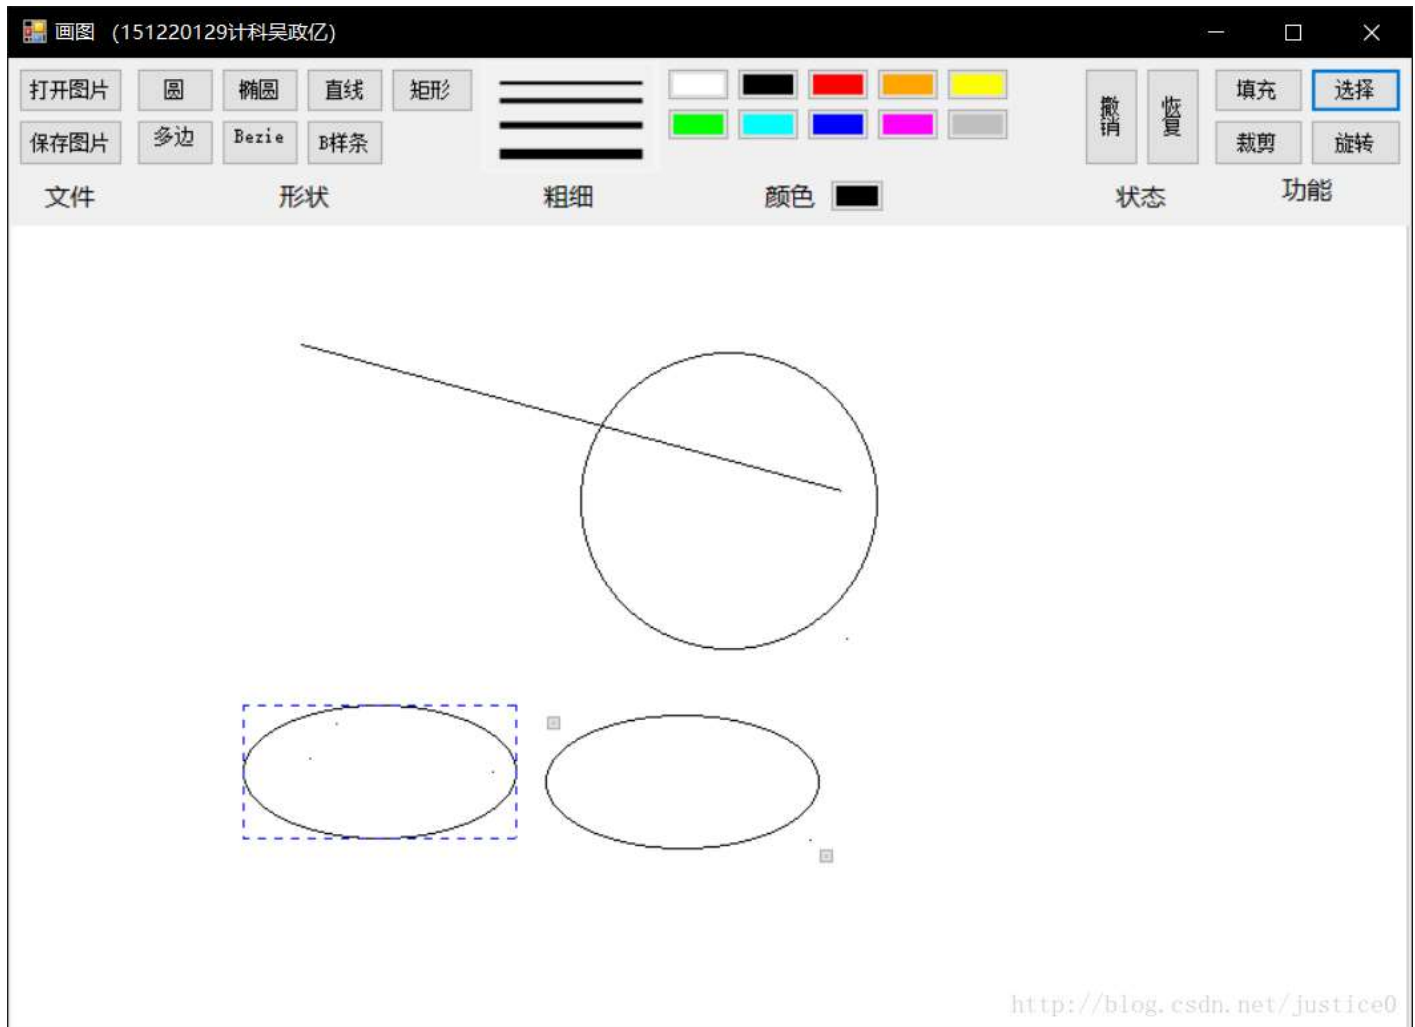 画图 (151220129计科吴政亿)
打开图片 圆 椭圆 直线 矩形 撤销 恢复 填充 选择
保存图片 多边 Bezie B样条 裁剪 旋转
文件 形状 粗细 颜色 状态 功能
http://blog.csdn.net/justice0